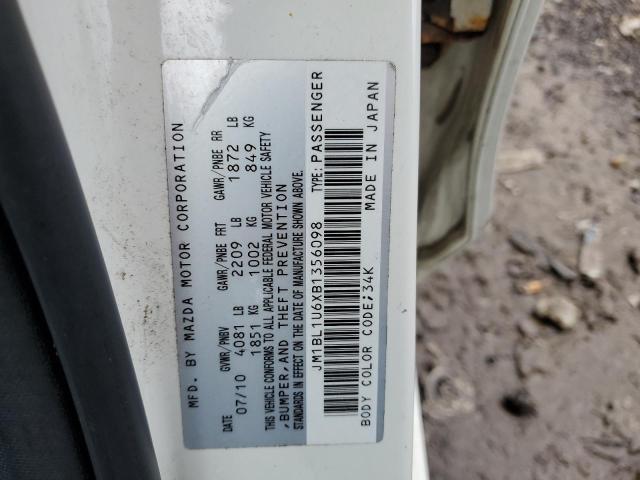 MFD. BY MAZDA MOTOR CORPORATION
DATE GVWR/PNBV GAWR/PNBE FRT GAWR/PNBE RR
07/10 4081 LB 2209 LB 1872 LB
1851 KG 1002 KG 849 KG
THIS VEHICLE CONFORMS TO ALL APPLICABLE FEDERAL MOTOR VEHICLE SAFETY
,BUMPER,AND THEFT PREVENTION
STANDARDS IN EFFECT ON THE DATE OF MANUFACTURE SHOWN ABOVE.
JM1BL1U6XB1356098 TYPE: PASSENGER
BODY COLOR CODE;34K MADE IN JAPAN